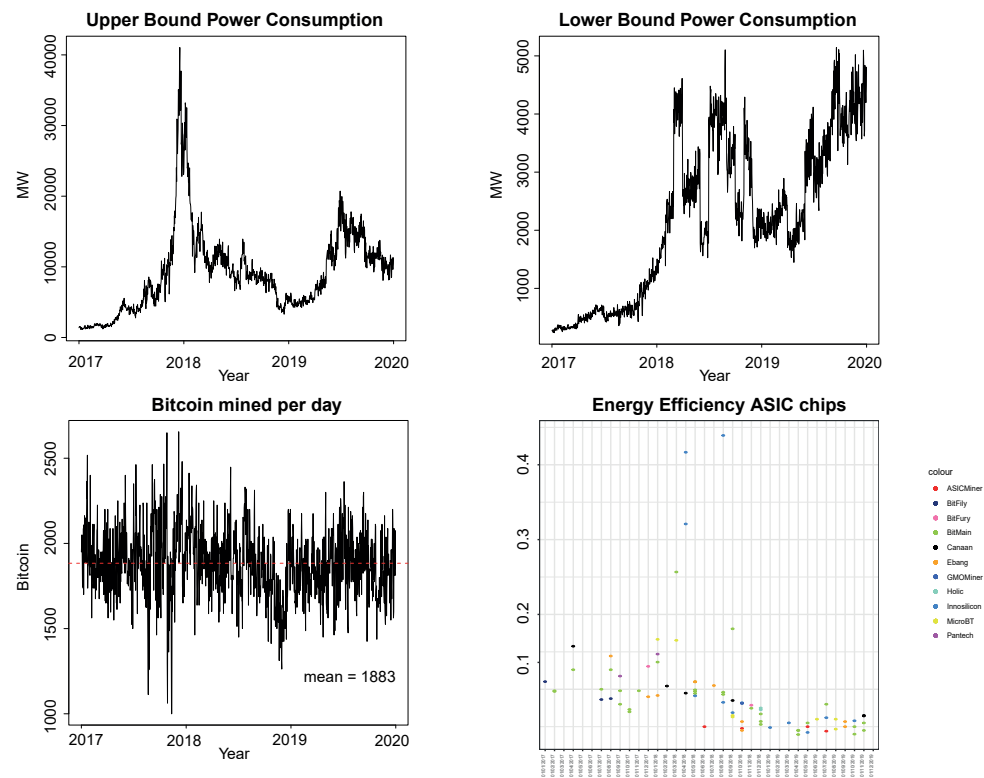 Upper Bound Power Consumption
MW
40000
30000
20000
10000
0
2017
2018
2019
2020
Year
Lower Bound Power Consumption
MW
5000
4000
3000
2000
1000
2017
2018
2019
2020
Year
Bitcoin mined per day
Bitcoin
2500
2000
1500
1000
mean = 1883
2017
2018
2019
2020
Year
Energy Efficiency ASIC chips
0.4
0.3
0.2
0.1
colour
ASICMiner
BitFily
BitFury
BitMain
Canaan
Ebang
GMOMiner
Holic
Innosilicon
MicroBT
Pantech